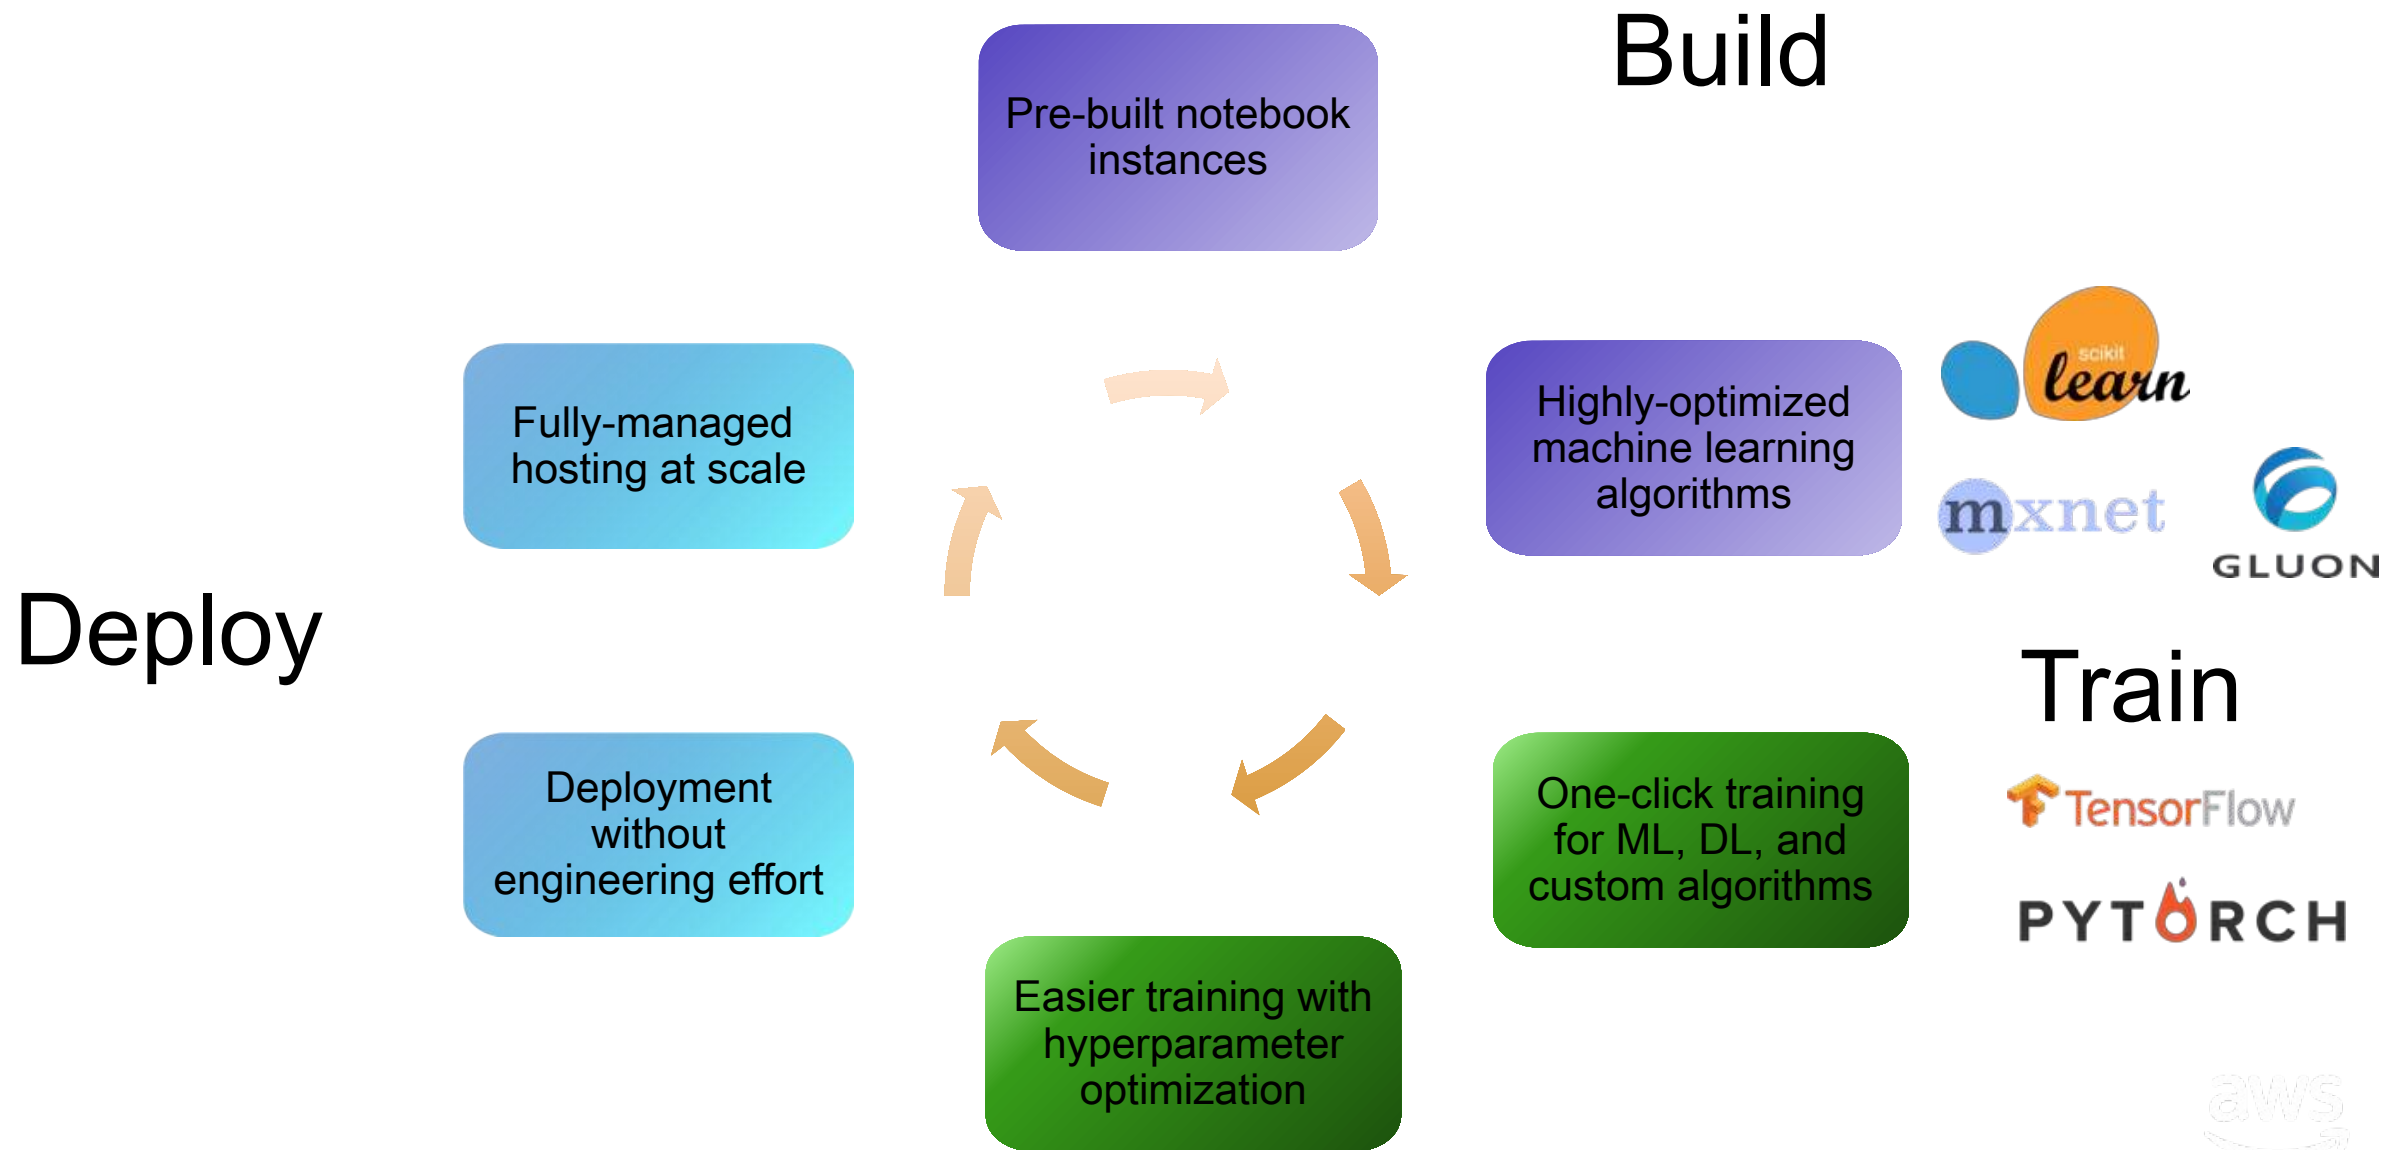 Build
Pre-built notebook
instances
Highly-optimized
machine learning
algorithms
scikit
learn
mxnet
GLUON
Train
One-click training
for ML, DL, and
custom algorithms
TensorFlow
PYTORCH
Easier training with
hyperparameter
optimization
Deploy
Deployment
without
engineering effort
Fully-managed
hosting at scale
aws